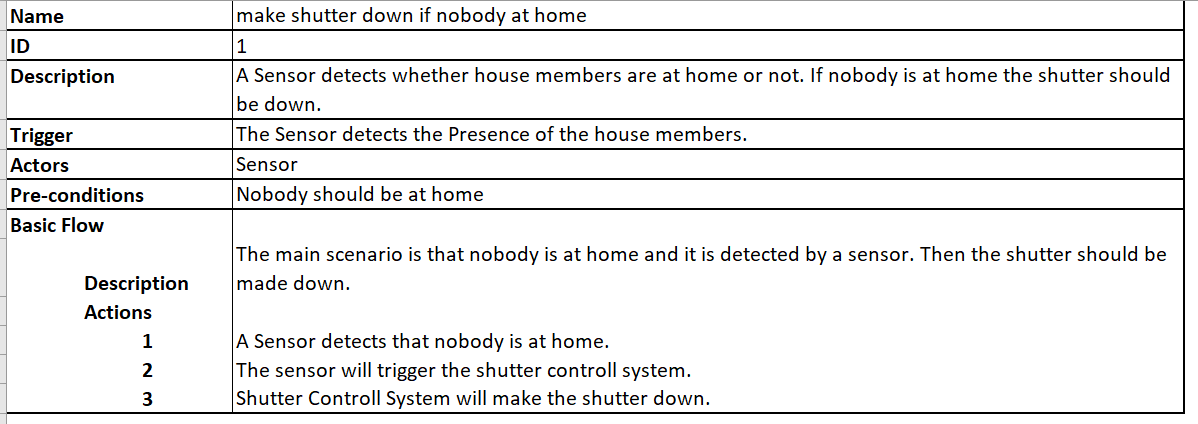 Name make shutter down if nobody at home
ID 1
Description A Sensor detects whether house members are at home or not. If nobody is at home the shutter should
be down.
Trigger The Sensor detects the Presence of the house members.
Actors Sensor
Pre-conditions Nobody should be at home
Basic Flow
The main scenario is that nobody is at home and it is detected by a sensor. Then the shutter should be
Description made down.
Actions
1 A Sensor detects that nobody is at home.
2 The sensor will trigger the shutter controll system.
3 Shutter Controll System will make the shutter down.